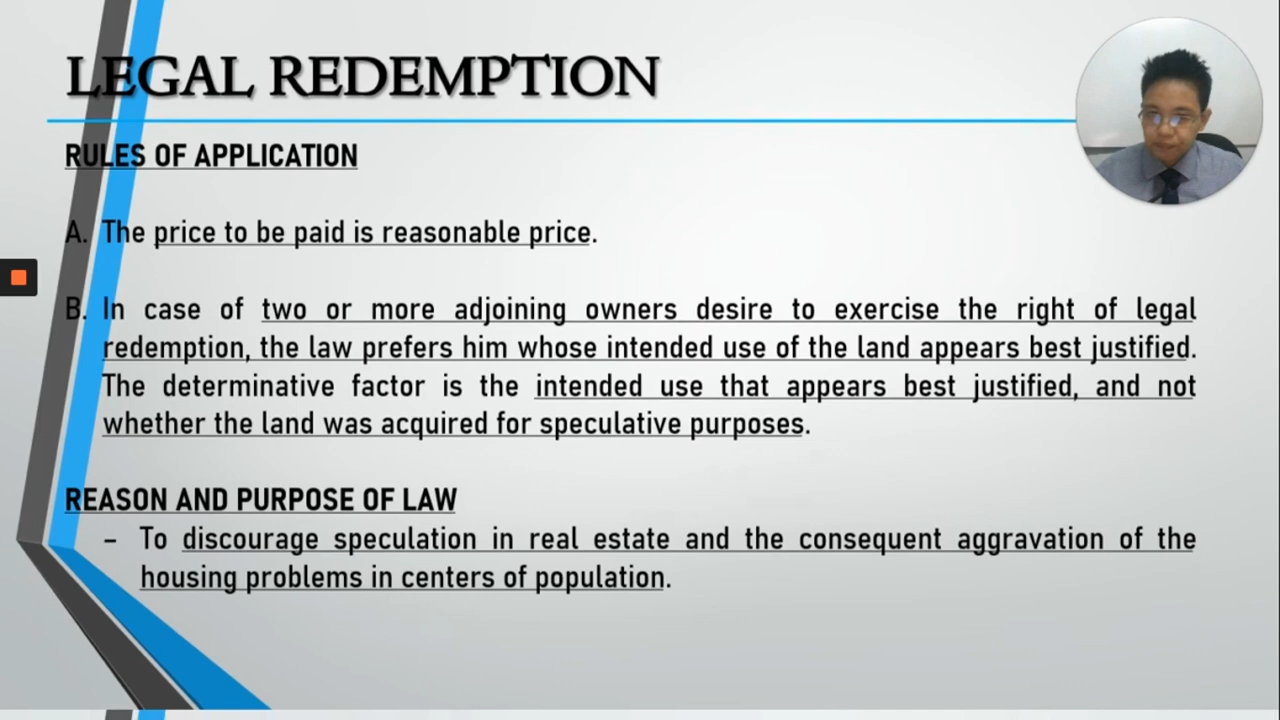 LEGAL REDEMPTION
RULES OF APPLICATION
A. The price to be paid is reasonable price.
B. In case of two or more adjoining owners desire to exercise the right of legal
redemption, the law prefers him whose intended use of the land appears best justified.
The determinative factor is the intended use that appears best justified, and not
whether the land was acquired for speculative purposes.
REASON AND PURPOSE OF LAW
– To discourage speculation in real estate and the consequent aggravation of the
housing problems in centers of population.